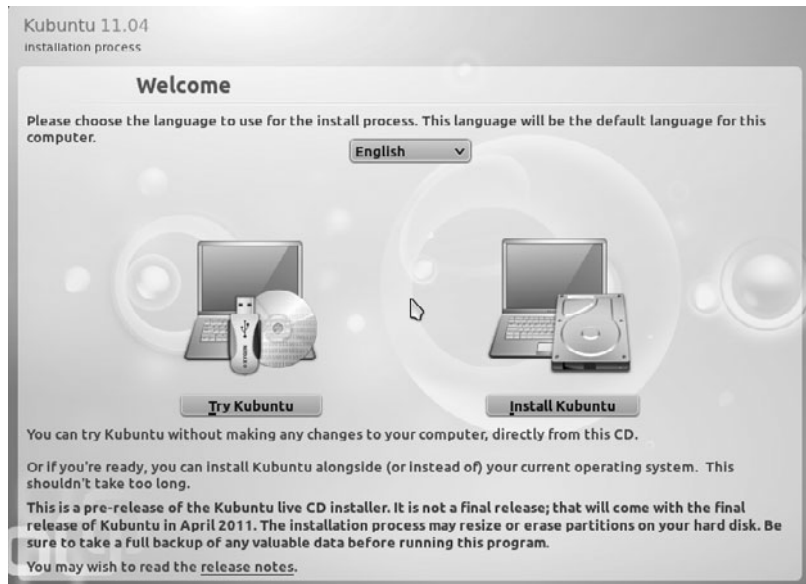 Kubuntu 11.04
installation process
Welcome
Please choose the language to use for the install process. This language will be the default language for this
computer.
English
Try Kubuntu
Install Kubuntu
You can try Kubuntu without making any changes to your computer, directly from this CD.
Or if you're ready, you can install Kubuntu alongside (or instead of) your current operating system. This
shouldn't take too long.
This is a pre-release of the Kubuntu live CD installer. It is not a final release; that will come with the final
release of Kubuntu in April 2011. The installation process may resize or erase partitions on your hard disk. Be
sure to take a full backup of any valuable data before running this program.
You may wish to read the release notes.